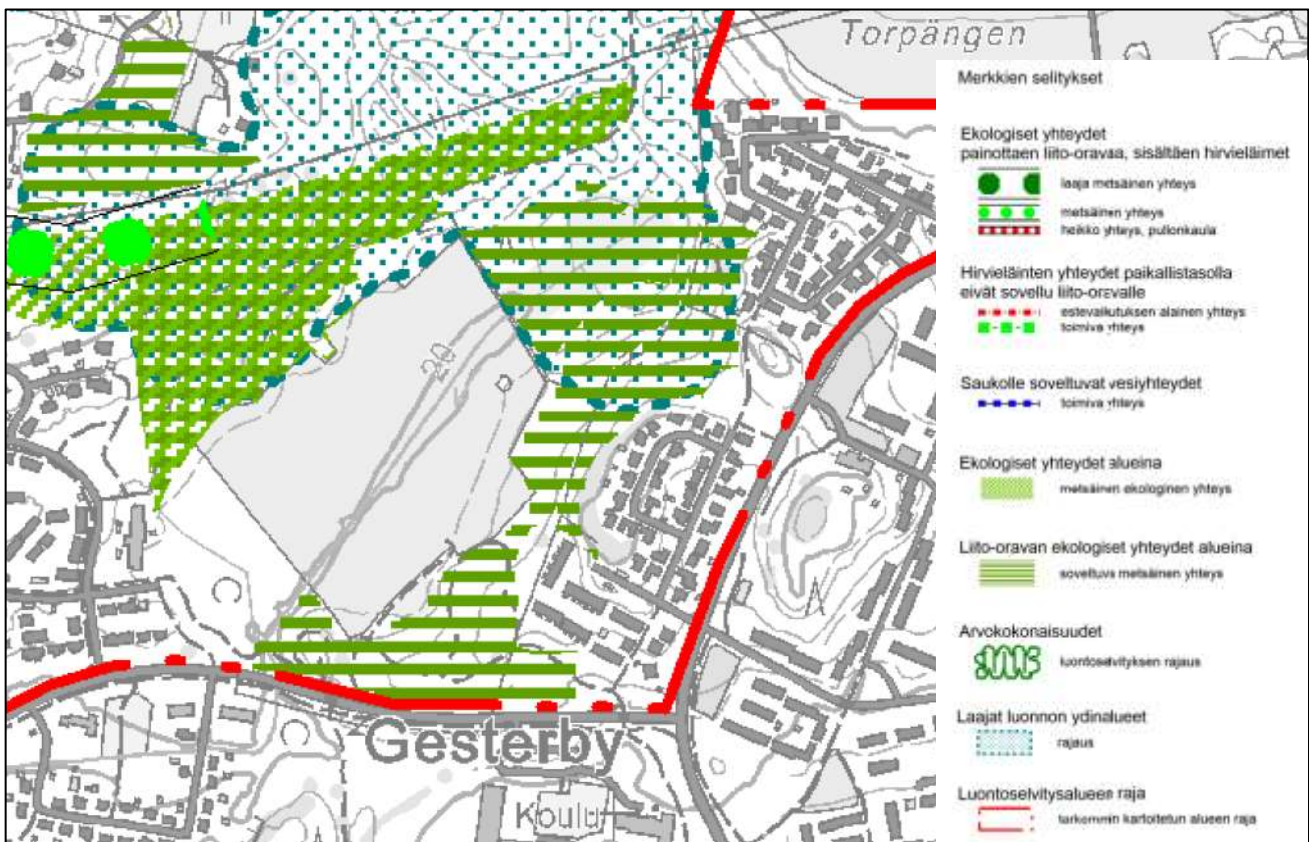 Torpängen
20
Gesterby
Koulu
Merkkien selitykset
Ekologiset yhteydet
painottaen liito-oravaa, sisältäen hirvieläimet
laaja metsäinen yhteys
metsäinen yhteys
heikko yhteys, pullonkaula
Hirvieläinten yhteydet paikallistasolla
eivät sovellu liito-oravalle
estevaikutuksen alainen yhteys
toimiva yhteys
Saukolle soveltuvat vesiyhteydet
toimiva yhteys
Ekologiset yhteydet alueina
metsäinen ekologinen yhteys
Liito-oravan ekologiset yhteydet alueina
soveltuva metsäinen yhteys
Arvokokonaisuudet
luontoselvityksen rajaus
Laajat luonnon ydinalueet
rajaus
Luontoselvitysalueen raja
tarkemmin kartoitetun alueen raja